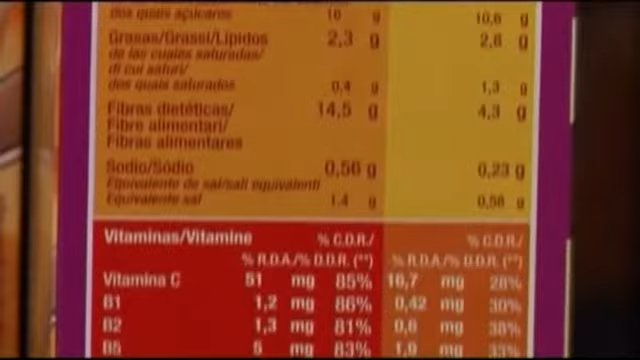 dos quais açúcares 16 g 10,6 g
Grasas/Grassi/Lípidos 2,3 g 2,6 g
de las cuales saturadas/
di cui saturi/
dos quais saturados 0,4 g 1,3 g
Fibras dietéticas/ 14,5 g 4,3 g
Fibre alimentari/
Fibras alimentares
Sodio/Sódio 0,56 g 0,23 g
Equivalente de sal/sali equivalenti
Equivalente sal 1,4 g 0,58 g
Vitaminas/Vitamine % C.D.R./ % C.D.R./
% R.D.A./% D.D.R. (**) % R.D.A./% D.D.R. (**)
Vitamina C 51 mg 85% 16,7 mg 28%
B1 1,2 mg 86% 0,42 mg 30%
B2 1,3 mg 81% 0,6 mg 38%
B5 5 mg 83% 1,9 mg 33%